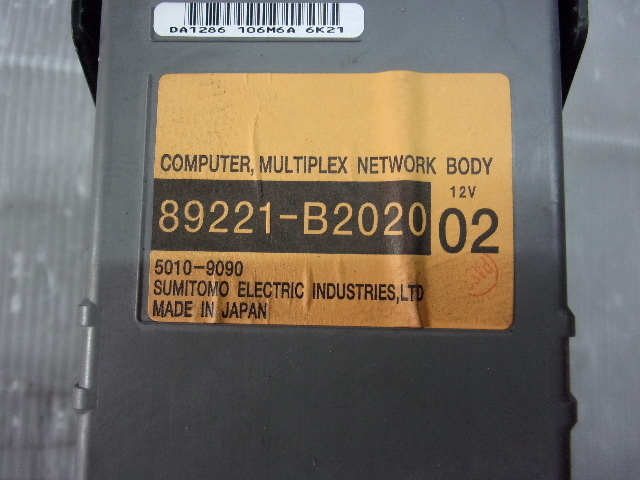 DA1286 106M6A 6K21
COMPUTER, MULTIPLEX NETWORK BODY
12V
89221-B2020 02
5010-9090
SUMITOMO ELECTRIC INDUSTRIES,LTD
MADE IN JAPAN